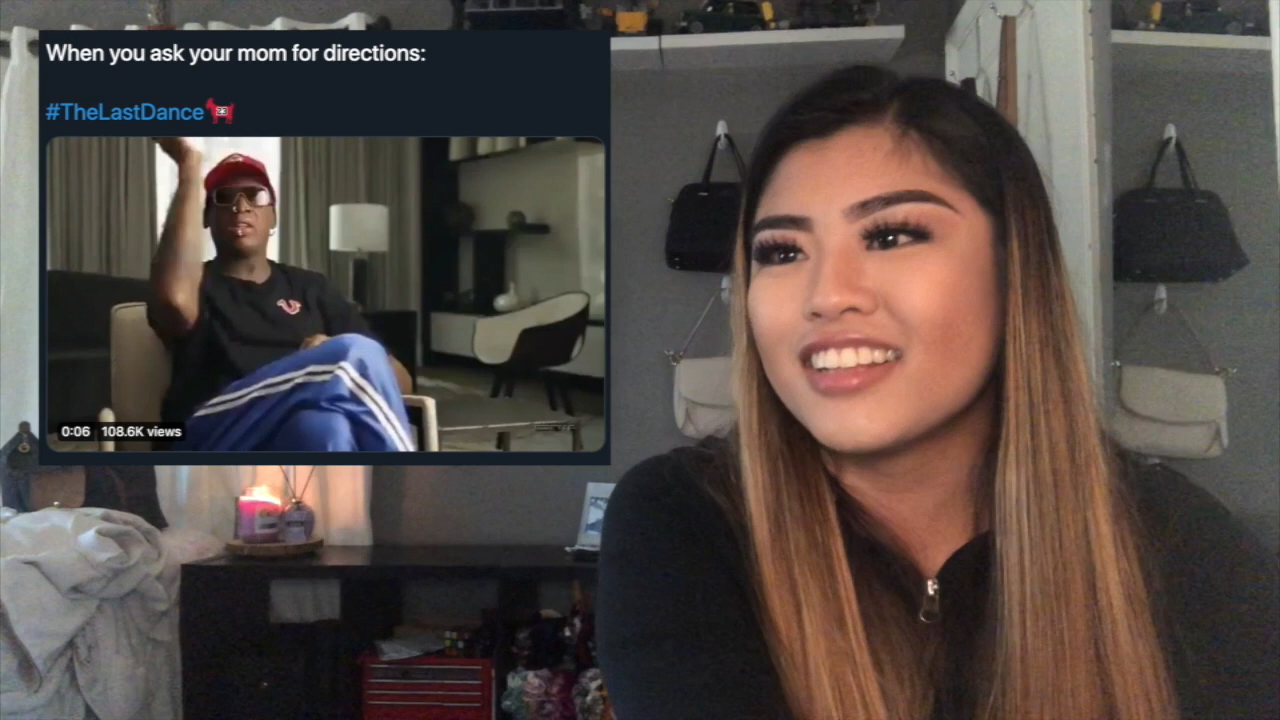 When you ask your mom for directions:
#TheLastDance
0:06 108.6K views